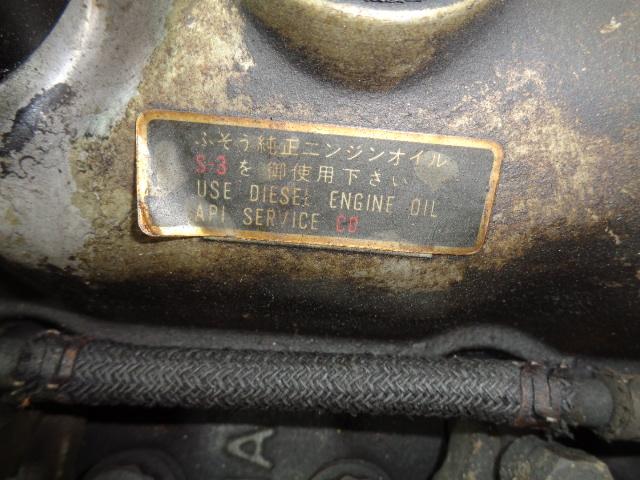 ふそう純正エンジンオイル
S-3を御使用下さい
USE DIESEL ENGINE OIL
API SERVICE CD
A